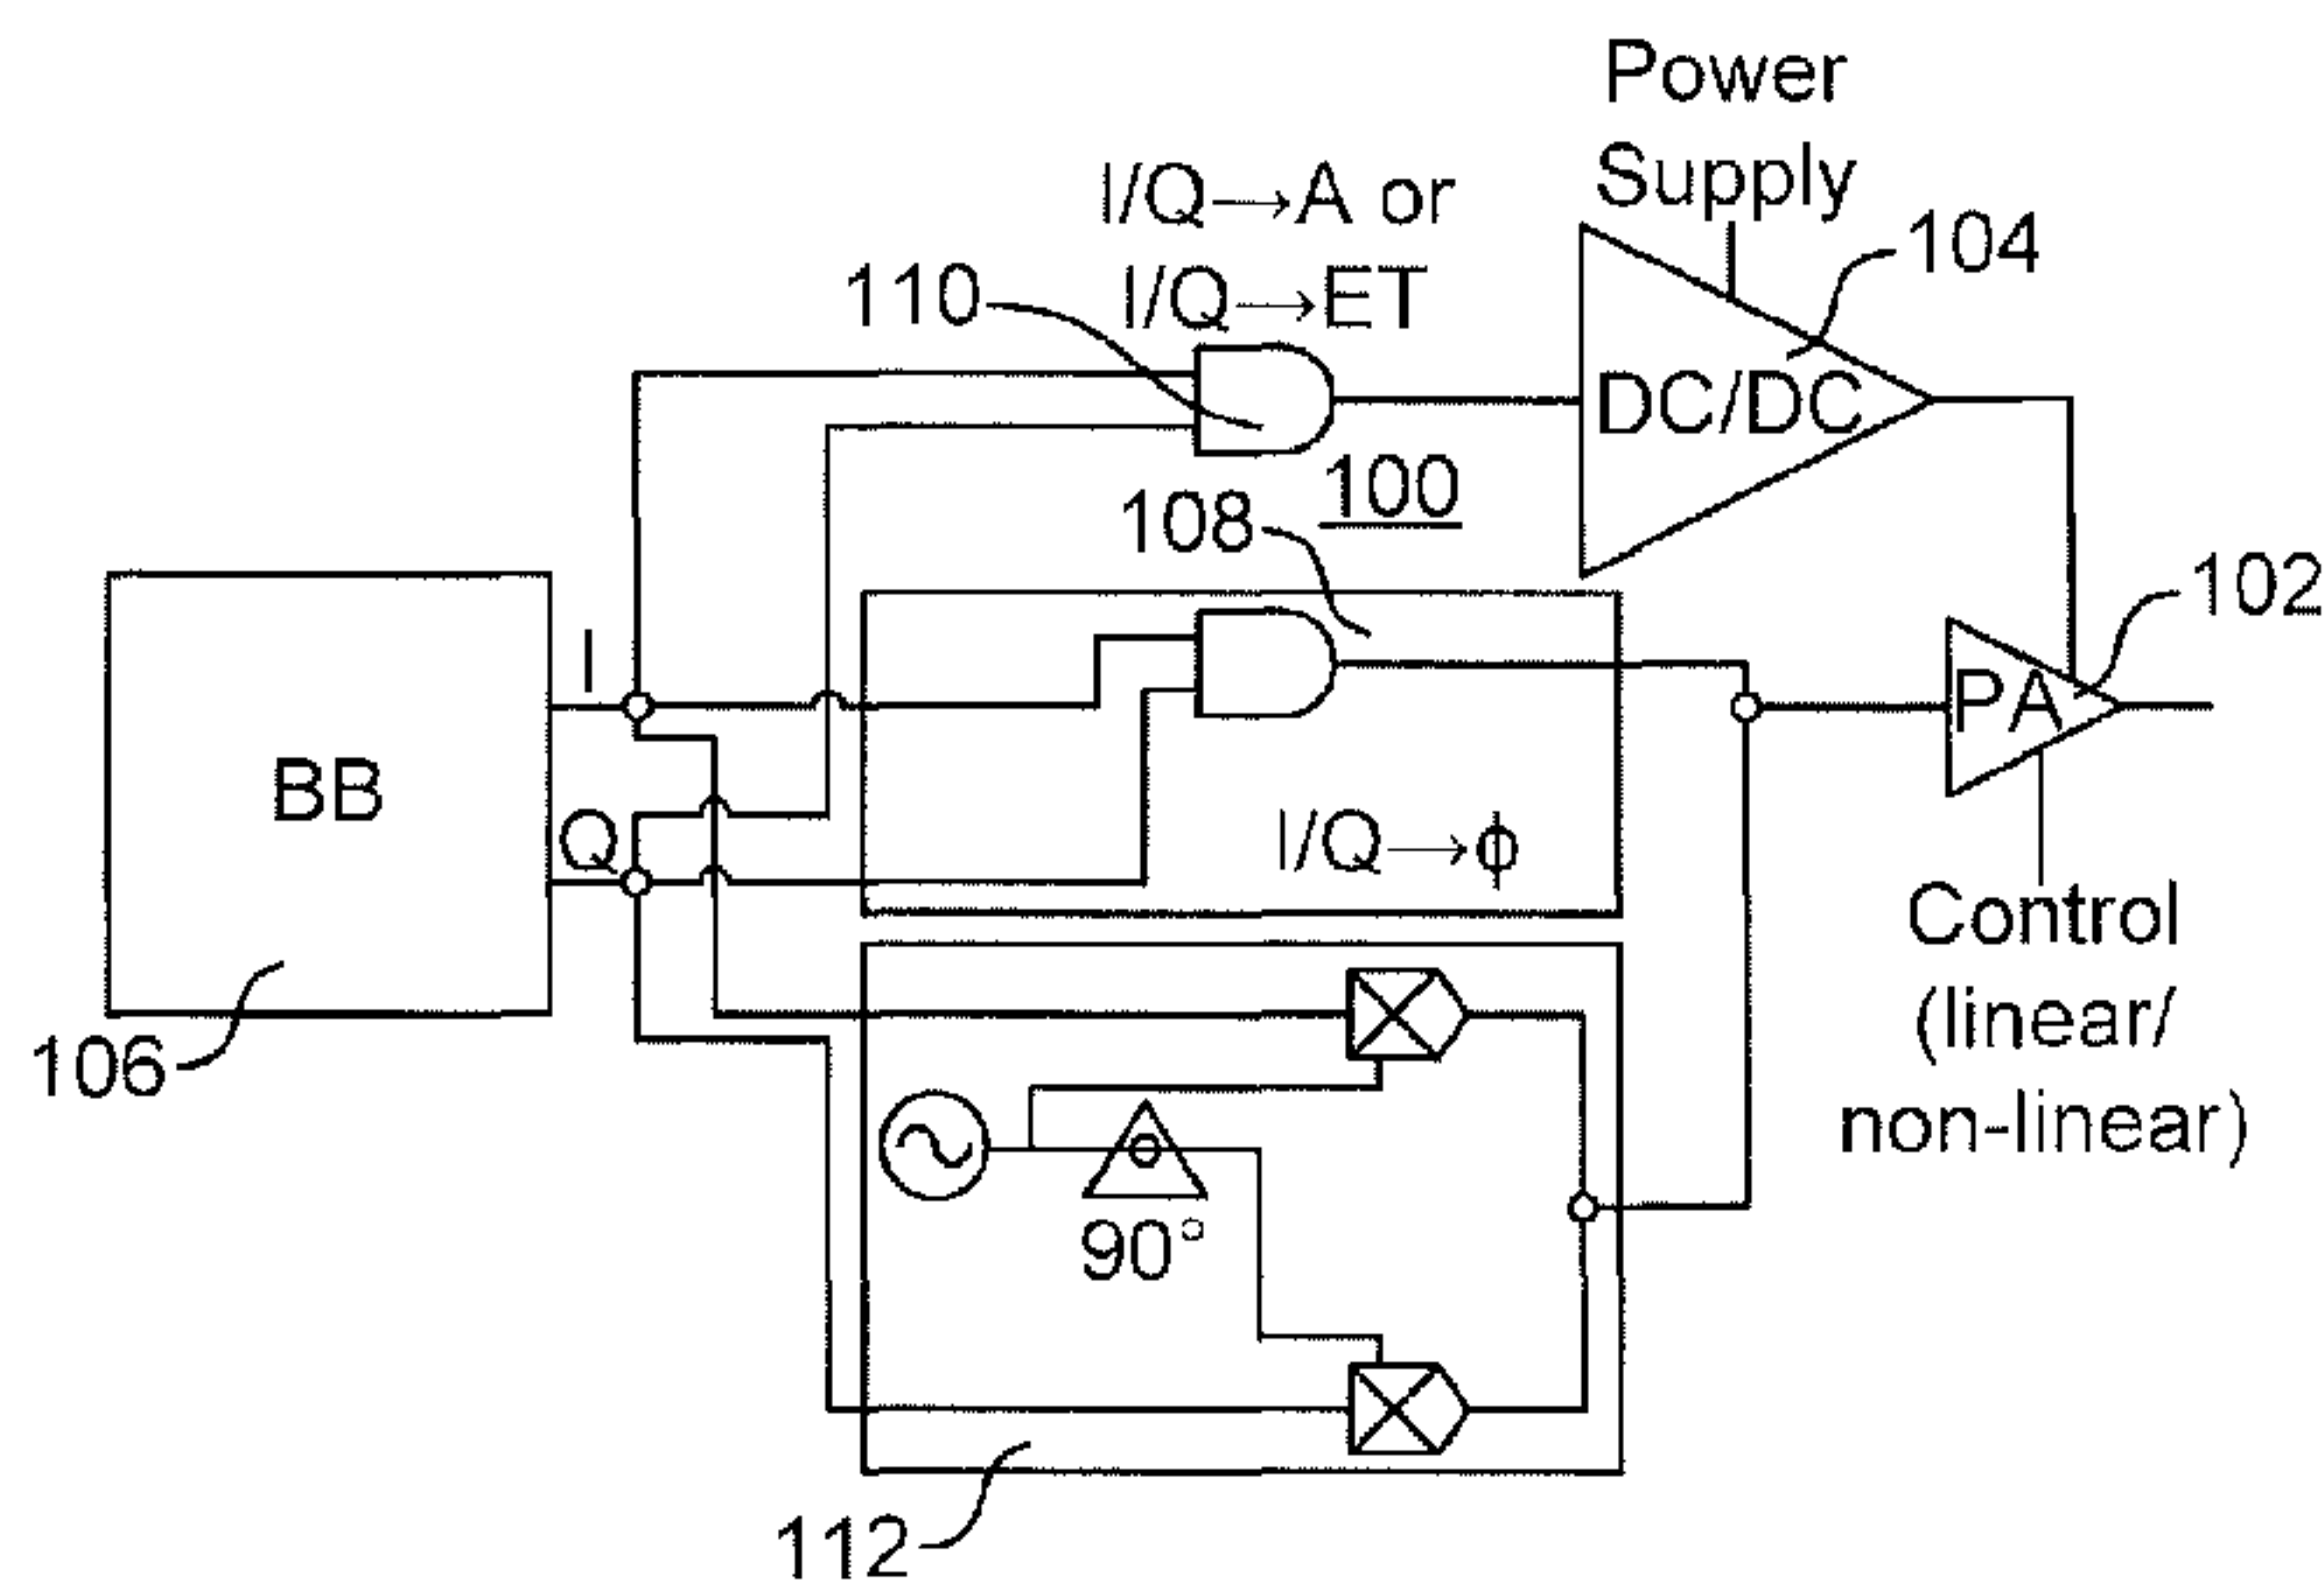 Power
Supply
I/Q→A or
I/Q→ET
104
110
DC/DC
100
108
102
I
PA
BB
Q
I/Q→ϕ
Control
(linear/
non-linear)
106
90°
112